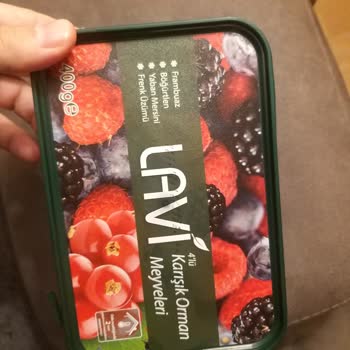 LAVİ
4'lü
Karışık Orman
Meyveleri
Frambuaz
Böğürtlen
Yaban Mersini
Frenk Üzümü
400g℮